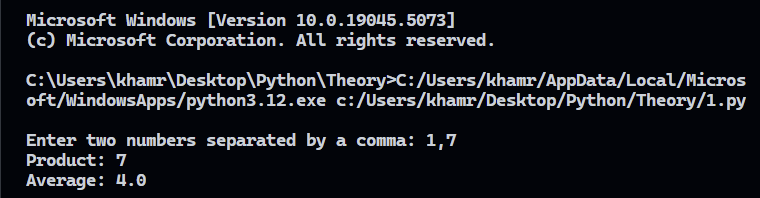 Microsoft Windows [Version 10.0.19045.5073]
(c) Microsoft Corporation. All rights reserved.
C:\Users\khamr\Desktop\Python\Theory>C:/Users/khamr/AppData/Local/Micros
oft/WindowsApps/python3.12.exe c:/Users/khamr/Desktop/Python/Theory/1.py
Enter two numbers separated by a comma: 1,7
Product: 7
Average: 4.0